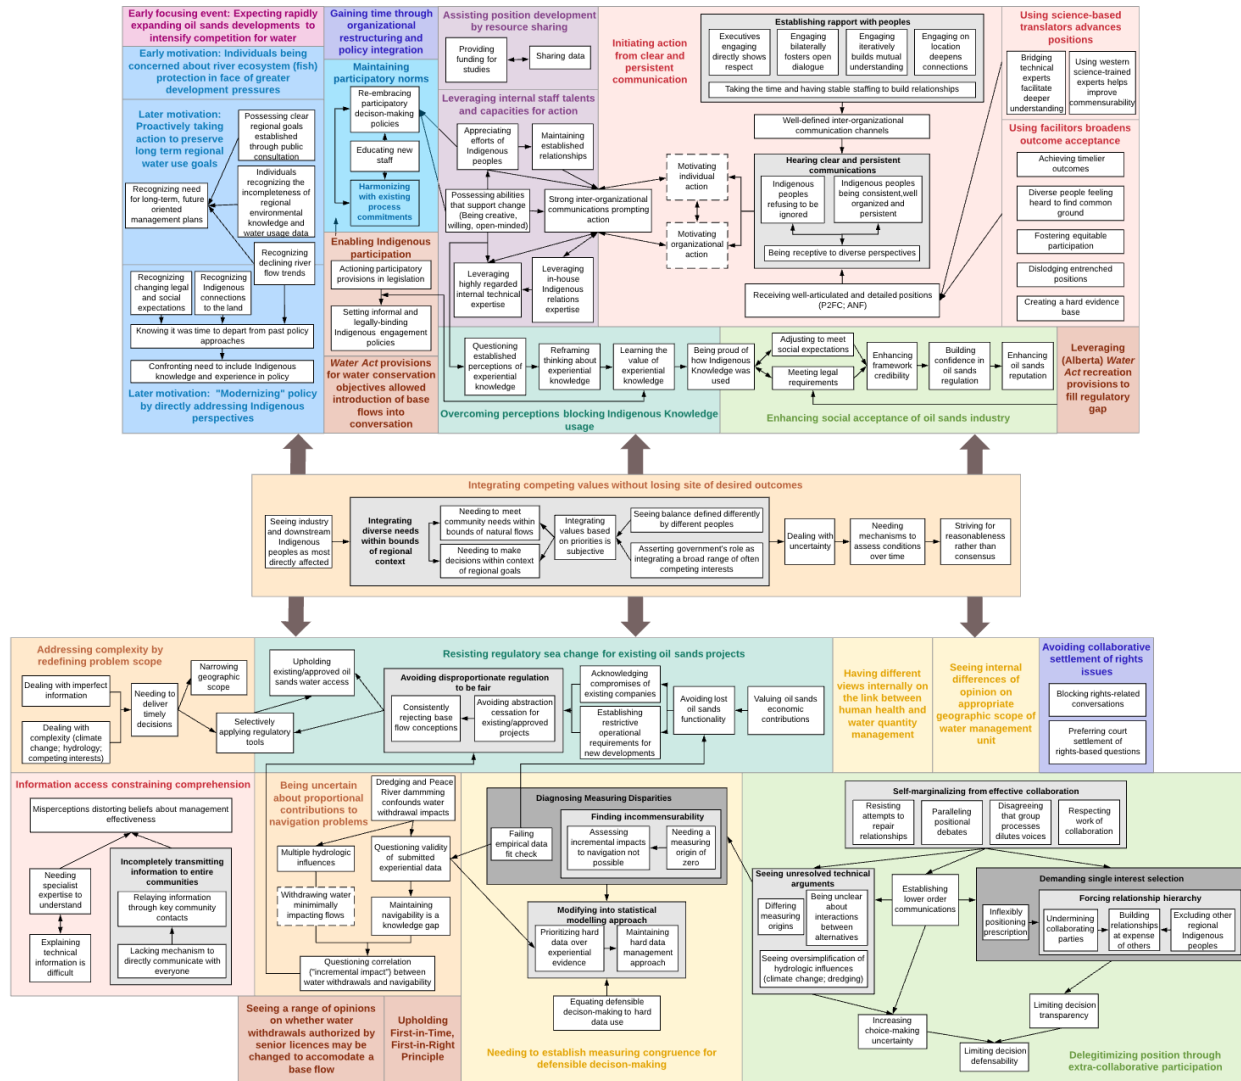 Early focusing event: Expecting rapidly
expanding oil sands developments to
intensify competition for water
Early motivation: Individuals being
concerned about river ecosystem (fish)
protection in face of greater
development pressures
Later motivation:
Proactively taking
action to preserve
long term regional
water use goals
Possessing clear
regional goals
established
through public
consultation
Recognizing need
for long-term, future
oriented
management plans
Individuals
recognizing the
incompleteness of
regional
environmental
knowledge and
water usage data
Recognizing
declining river
flow trends
Recognizing
changing legal
and social
expectations
Recognizing
Indigenous
connections to
the land
Knowing it was time to depart from past policy
approaches
Confronting need to include Indigenous
knowledge and experience in policy
Later motivation: "Modernizing" policy
by directly addressing Indigenous
perspectives
Gaining time through
organizational
restructuring and
policy integration
Maintaining
participatory norms
Re-embracing
participatory
decison-making
policies
Educating new
staff
Harmonizing
with existing
process
commitments
Enabling Indigenous
participation
Actioning participatory
provisions in legislation
Setting informal and
legally-binding
Indigenous engagement
policies
Water Act provisions
for water conservation
objectives allowed
introduction of base
flows into
conversation
Assisting position development
by resource sharing
Providing
funding for
studies
Sharing data
Leveraging internal staff talents
and capacities for action
Appreciating
efforts of
Indigenous
peoples
Maintaining
established
relationships
Possessing abilities
that support change
(Being creative,
willing, open-minded)
Strong inter-organizational
communications prompting
action
Leveraging
highly regarded
internal technical
expertise
Leveraging
in-house
Indigenous
relations
expertise
Initiating action
from clear and
persistent
communication
Establishing rapport with peoples
Executives
engaging
directly shows
respect
Engaging
bilaterally
fosters open
dialogue
Engaging
iteratively
builds mutual
understanding
Engaging on
location
deepens
connections
Taking the time and having stable staffing to build relationships
Well-defined inter-organizational
communication channels
Motivating
individual
action
Motivating
organizational
action
Hearing clear and persistent
communications
Indigenous
peoples
refusing to be
ignored
Indigenous peoples
being consistent,well
organized and
persistent
Being receptive to diverse perspectives
Receiving well-articulated and detailed positions
(P2FC; ANF)
Using science-based
translators advances
positions
Bridging
technical
experts
facilitate
deeper
understanding
Using western
science-trained
experts helps
improve
commensurability
Using facilitors broadens
outcome acceptance
Achieving timelier
outcomes
Diverse people feeling
heard to find common
ground
Fostering equitable
participation
Dislodging entrenched
positions
Creating a hard evidence
base
Questioning
established
perceptions of
experiential
knowledge
Reframing
thinking about
experiential
knowledge
Learning the
value of
experiential
knowledge
Being proud of
how Indigenous
Knowledge was
used
Overcoming perceptions blocking Indigenous Knowledge
usage
Adjusting to meet
social expectations
Meeting legal
requirements
Enhancing
framework
credibility
Building
confidence in
oil sands
regulation
Enhancing
oil sands
reputation
Enhancing social acceptance of oil sands industry
Leveraging
(Alberta) Water
Act recreation
provisions to
fill regulatory
gap
Integrating competing values without losing site of desired outcomes
Seeing industry
and downstream
Indigenous
peoples as most
directly affected
Integrating
diverse needs
within bounds
of regional
context
Needing to meet
community needs within
bounds of natural flows
Needing to make
decisions within context
of regional goals
Integrating
values based
on priorities is
subjective
Seeing balance defined differently
by different peoples
Asserting government's role as
integrating a broad range of often
competing interests
Dealing with
uncertainty
Needing
mechanisms to
assess conditions
over time
Striving for
reasonableness
rather than
consensus
Addressing complexity by
redefining problem scope
Dealing with imperfect
information
Dealing with
complexity (climate
change; hydrology;
competing interests)
Needing to
deliver
timely
decisions
Narrowing
geographic
scope
Selectively
applying regulatory
tools
Resisting regulatory sea change for existing oil sands projects
Upholding
existing/approved oil
sands water access
Avoiding disproportionate regulation
to be fair
Consistently
rejecting base
flow conceptions
Avoiding abstraction
cessation for
existing/approved
projects
Acknowledging
compromises of
existing companies
Establishing
restrictive
operational
requirements for
new developments
Avoiding lost
oil sands
functionality
Valuing oil sands
economic
contributions
Having different
views internally on
the link between
human health and
water quantity
management
Seeing internal
differences of
opinion on
appropriate
geographic scope of
water management
unit
Avoiding collaborative
settlement of rights
issues
Blocking rights-related
conversations
Preferring court
settlement of
rights-based questions
Information access constraining comprehension
Misperceptions distorting beliefs about management
effectiveness
Needing
specialist
expertise to
understand
Explaining
technical
information is
difficult
Incompletely transmitting
information to entire
communities
Relaying information
through key community
contacts
Lacking mechanism to
directly communicate with
everyone
Being uncertain
about proportional
contributions to
navigation problems
Dredging and Peace
River dammming
confounds water
withdrawal impacts
Multiple hydrologic
influences
Questioning validity
of submitted
experiential data
Withdrawing water
minimimally
impacting flows
Maintaining
navigability is a
knowledge gap
Questioning correlation
("incremental impact") between
water withdrawals and navigability
Seeing a range of opinions
on whether water
withdrawals authorized by
senior licences may be
changed to accomodate a
base flow
Upholding
First-in-Time,
First-in-Right
Principle
Diagnosing Measuring Disparities
Finding incommensurability
Failing
empirical data
fit check
Assessing
incremental impacts
to navigation not
possible
Needing a
measuring
origin of
zero
Modifying into statistical
modelling approach
Prioritizing hard
data over
experiential
evidence
Maintaining
hard data
management
approach
Equating defensible
decison-making to hard
data use
Needing to establish measuring congruence for
defensible decison-making
Self-marginalizing from effective collaboration
Resisting
attempts to
repair
relationships
Paralleling
positional
debates
Disagreeing
that group
processes
dilutes voices
Respecting
work of
collaboration
Seeing unresolved technical
arguments
Differing
measuring
origins
Being unclear
about
interactions
between
alternatives
Seeing oversimplification of
hydrologic influences
(climate change; dredging)
Establishing
lower order
communications
Demanding single interest selection
Forcing relationship hierarchy
Inflexibly
positioning
prescription
Undermining
collaborating
parties
Building
relationships
at expense
of others
Excluding other
regional
Indigenous
peoples
Increasing
choice-making
uncertainty
Limiting decision
transparency
Limiting decision
defensability
Delegitimizing position through
extra-collaborative participation